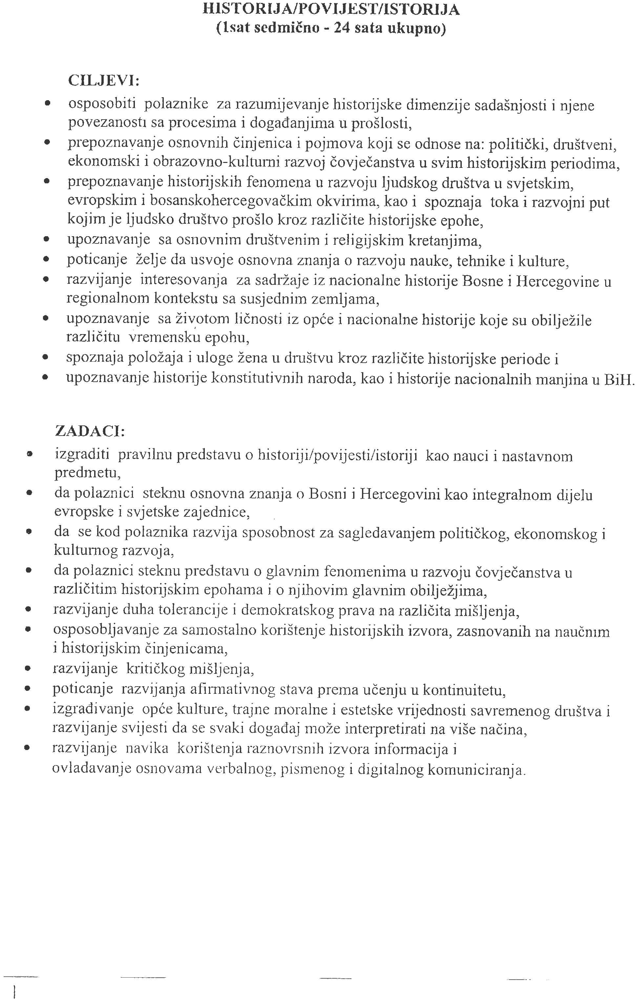 HISTORIJA/POVIJEST/ISTORIJA
(1sat sedmično - 24 sata ukupno)
CILJEVI:
• osposobiti polaznike za razumijevanje historijske dimenzije sadašnjosti i njene
povezanosti sa procesima i događanjima u prošlosti,
• prepoznavanje osnovnih činjenica i pojmova koji se odnose na: politički, društveni,
ekonomski i obrazovno-kulturni razvoj čovječanstva u svim historijskim periodima,
• prepoznavanje historijskih fenomena u razvoju ljudskog društva u svjetskim,
evropskim i bosanskohercegovačkim okvirima, kao i spoznaja toka i razvojni put
kojim je ljudsko društvo prošlo kroz različite historijske epohe,
• upoznavanje sa osnovnim društvenim i religijskim kretanjima,
• poticanje želje da usvoje osnovna znanja o razvoju nauke, tehnike i kulture,
• razvijanje interesovanja za sadržaje iz nacionalne historije Bosne i Hercegovine u
regionalnom kontekstu sa susjednim zemljama,
• upoznavanje sa životom ličnosti iz opće i nacionalne historije koje su obilježile
različitu vremensku epohu,
• spoznaja položaja i uloge žena u društvu kroz različite historijske periode i
• upoznavanje historije konstitutivnih naroda, kao i historije nacionalnih manjina u BiH.
ZADACI:
• izgraditi pravilnu predstavu o historiji/povijesti/istoriji kao nauci i nastavnom
predmetu,
• da polaznici steknu osnovna znanja o Bosni i Hercegovini kao integralnom dijelu
evropske i svjetske zajednice,
• da se kod polaznika razvija sposobnost za sagledavanjem političkog, ekonomskog i
kulturnog razvoja,
• da polaznici steknu predstavu o glavnim fenomenima u razvoju čovječanstva u
različitim historijskim epohama i o njihovim glavnim obilježjima,
• razvijanje duha tolerancije i demokratskog prava na različita mišljenja,
• osposobljavanje za samostalno korištenje historijskih izvora, zasnovanih na naučnim
i historijskim činjenicama,
• razvijanje kritičkog mišljenja,
• poticanje razvijanja afirmativnog stava prema učenju u kontinuitetu,
• izgrađivanje opće kulture, trajne moralne i estetske vrijednosti savremenog društva i
razvijanje svijesti da se svaki događaj može interpretirati na više načina,
• razvijanje navika korištenja raznovrsnih izvora informacija i
ovladavanje osnovama verbalnog, pismenog i digitalnog komuniciranja.